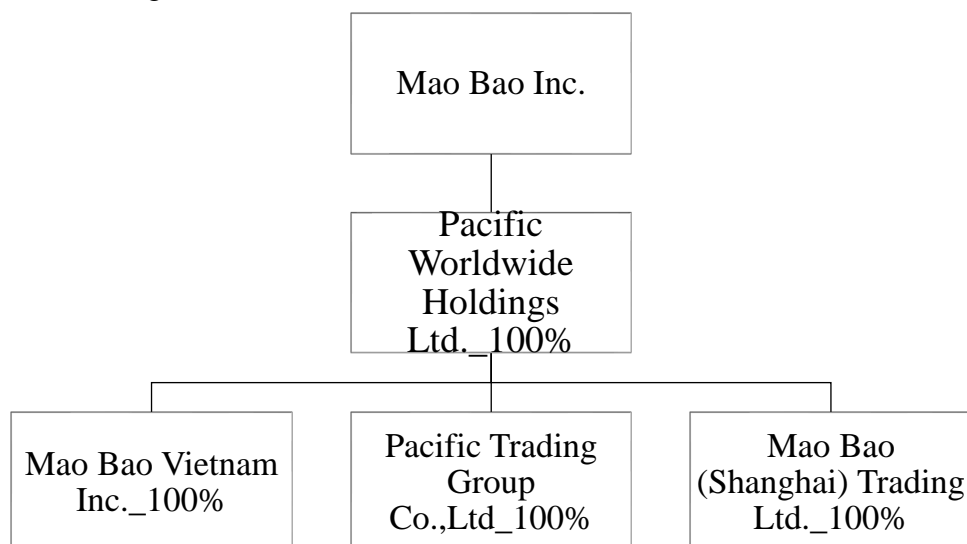 Mao Bao Inc.
Pacific
Worldwide
Holdings
Ltd._100%
Mao Bao Vietnam
Inc._100%
Pacific Trading
Group
Co.,Ltd_100%
Mao Bao
(Shanghai) Trading
Ltd._100%